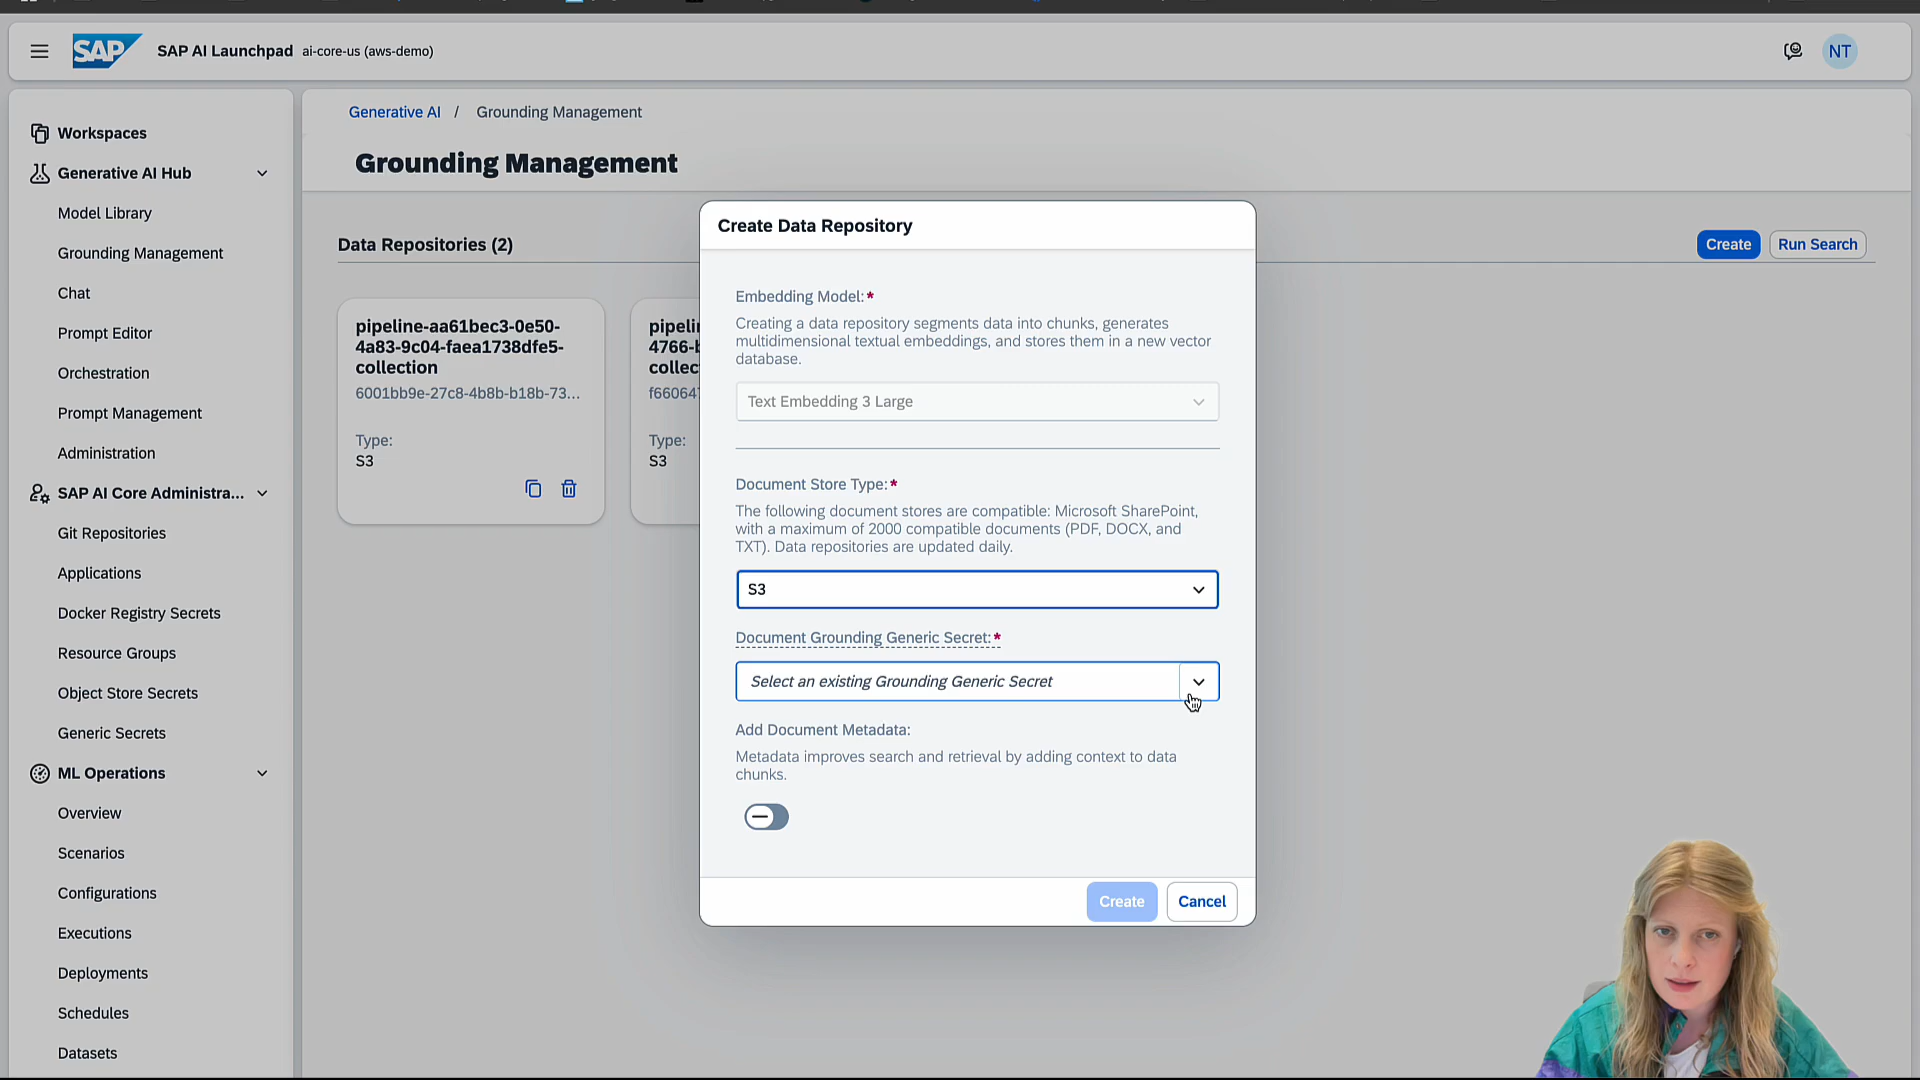 SAP
SAP AI Launchpad ai-core-us (aws-demo)
NT
Workspaces
Generative AI Hub
Model Library
Grounding Management
Chat
Prompt Editor
Orchestration
Prompt Management
Administration
SAP AI Core Administra...
Git Repositories
Applications
Docker Registry Secrets
Resource Groups
Object Store Secrets
Generic Secrets
ML Operations
Overview
Scenarios
Configurations
Executions
Deployments
Schedules
Datasets
Generative AI / Grounding Management
Grounding Management
Data Repositories (2)
Create
Run Search
pipeline-aa61bec3-0e50-
4a83-9c04-faea1738dfe5-
collection
6001bb9e-27c8-4b8b-b18b-73...
Type:
S3
Type:
S3
Create Data Repository
Embedding Model:*
Creating a data repository segments data into chunks, generates
multidimensional textual embeddings, and stores them in a new vector
database.
Text Embedding 3 Large
Document Store Type:*
The following document stores are compatible: Microsoft SharePoint,
with a maximum of 2000 compatible documents (PDF, DOCX, and
TXT). Data repositories are updated daily.
S3
Document Grounding Generic Secret:*
Select an existing Grounding Generic Secret
Add Document Metadata:
Metadata improves search and retrieval by adding context to data
chunks.
Create
Cancel